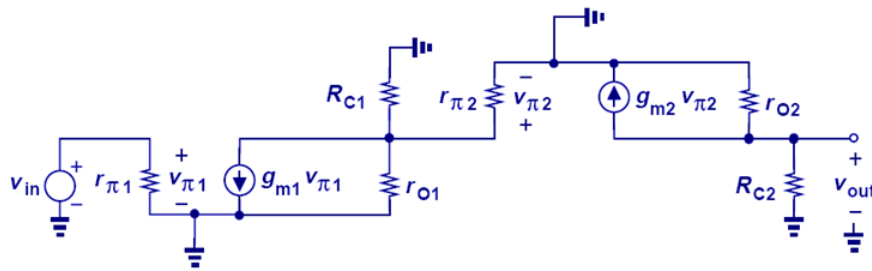 R_C1
r_π2
−
v_π2
+
g_m2 v_π2
r_O2
v_in
+
−
r_π1
+
v_π1
−
g_m1 v_π1
r_O1
R_C2
+
v_out
−